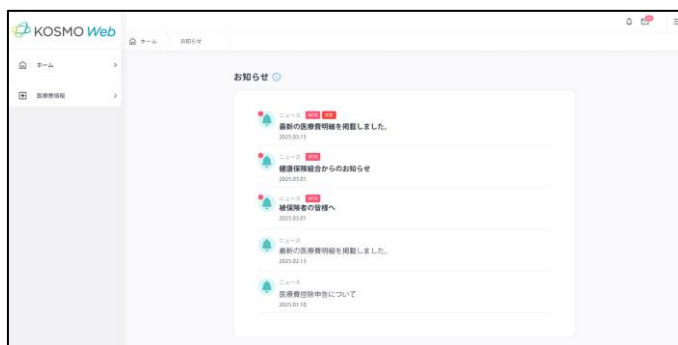 KOSMO Web
ホーム お知らせ
ホーム
医療費情報
お知らせ
ニュース NEW 重要
最新の医療費明細を掲載しました。
2025.03.15
ニュース NEW
健康保険組合からのお知らせ
2025.03.01
ニュース NEW
被保険者の皆様へ
2025.03.01
ニュース
最新の医療費明細を掲載しました。
2025.02.15
ニュース
医療費控除申告について
2025.01.10